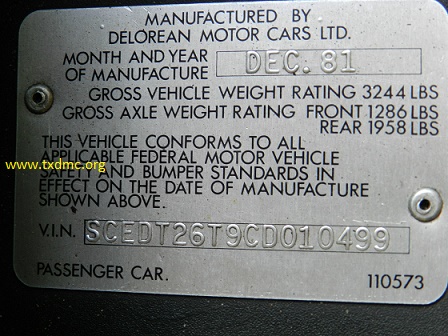 MANUFACTURED BY
DELOREAN MOTOR CARS LTD.
MONTH AND YEAR
OF MANUFACTURE DEC. 81
GROSS VEHICLE WEIGHT RATING 3244 LBS
GROSS AXLE WEIGHT RATING FRONT 1286 LBS
REAR 1958 LBS
THIS VEHICLE CONFORMS TO ALL
APPLICABLE FEDERAL MOTOR VEHICLE
www.txdmc.org
SAFETY AND BUMPER STANDARDS IN
EFFECT ON THE DATE OF MANUFACTURE
SHOWN ABOVE.
V.I.N. SCEDT26T9CD010499
PASSENGER CAR. 110573